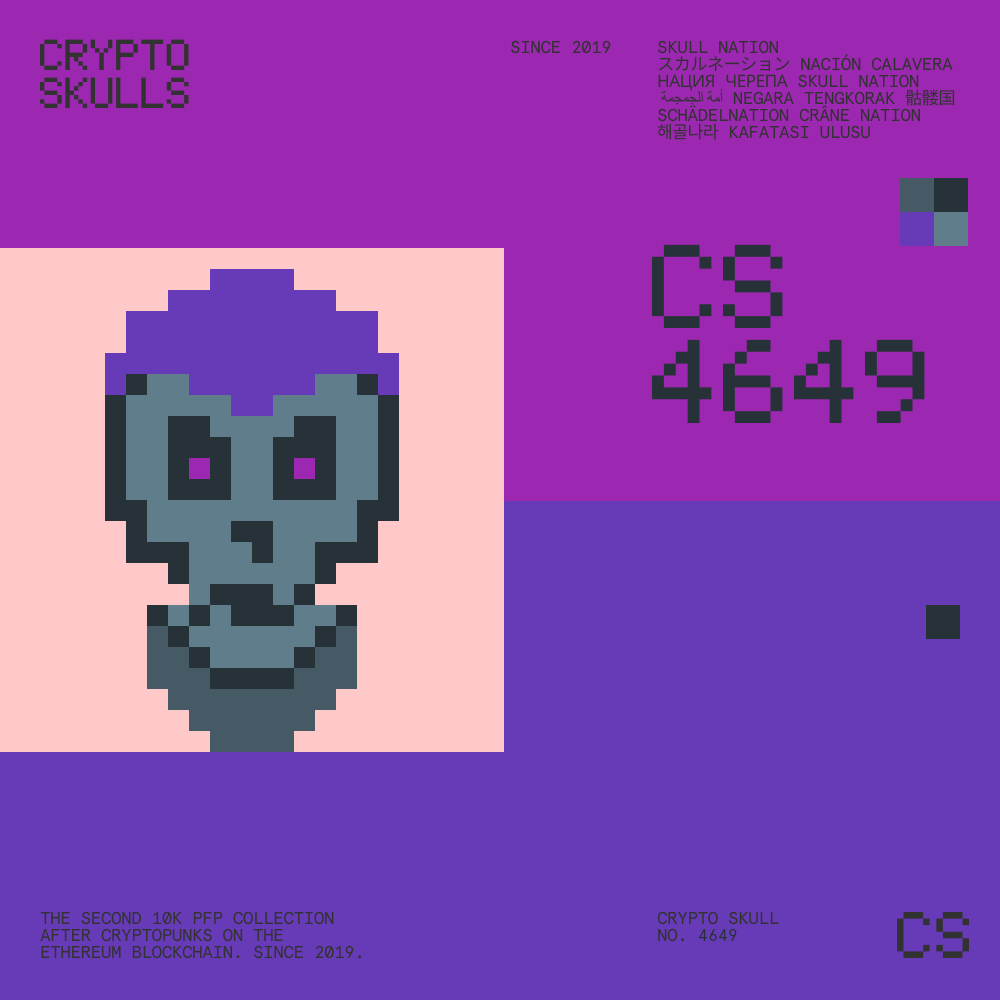 CRYPTO
SKULLS
SINCE 2019
SKULL NATION
スカルネーション NACIÓN CALAVERA
НАЦИЯ ЧЕРЕПА SKULL NATION
أمة الجمجمة NEGARA TENGKORAK 骷髅国
SCHÄDELNATION CRÂNE NATION
해골나라 KAFATASI ULUSU
CS
4649
THE SECOND 10K PFP COLLECTION
AFTER CRYPTOPUNKS ON THE
ETHEREUM BLOCKCHAIN. SINCE 2019.
CRYPTO SKULL
NO. 4649
CS